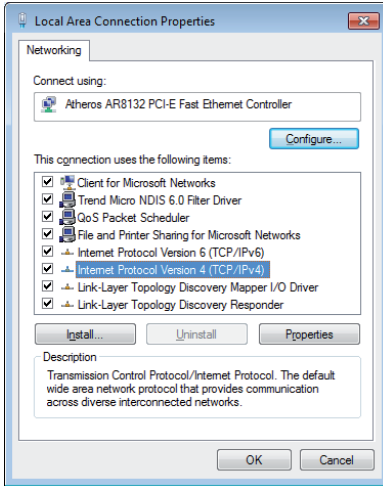 Local Area Connection Properties
Networking
Connect using:
Atheros AR8132 PCI-E Fast Ethernet Controller
Configure...
This connection uses the following items:
Client for Microsoft Networks
Trend Micro NDIS 6.0 Filter Driver
QoS Packet Scheduler
File and Printer Sharing for Microsoft Networks
Internet Protocol Version 6 (TCP/IPv6)
Internet Protocol Version 4 (TCP/IPv4)
Link-Layer Topology Discovery Mapper I/O Driver
Link-Layer Topology Discovery Responder
Install...
Uninstall
Properties
Description
Transmission Control Protocol/Internet Protocol. The default
wide area network protocol that provides communication
across diverse interconnected networks.
OK
Cancel